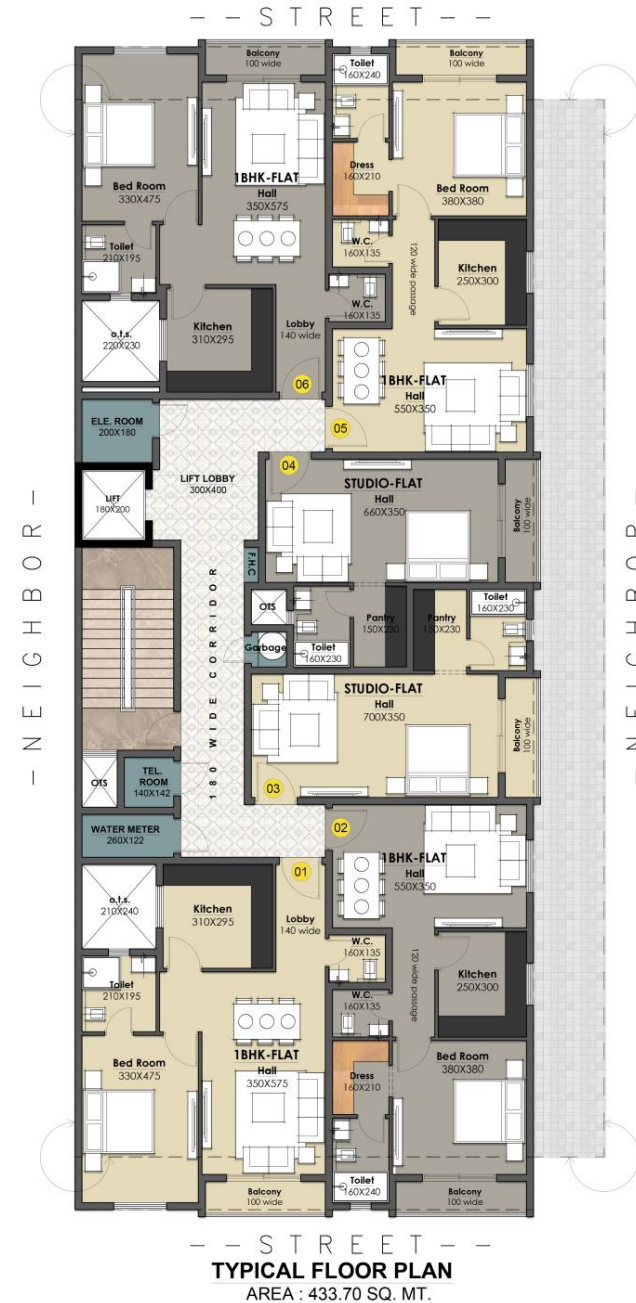 – – S T R E E T – –
Balcony
100 wide
Toilet
160X240
Balcony
100 wide
Bed Room
330X475
1BHK-FLAT
Hall
350X575
Dress
160X210
Bed Room
380X380
Toilet
210X195
W.C.
160X135
120 wide passage
Kitchen
250X300
o.t.s.
220X230
Kitchen
310X295
Lobby
140 wide
W.C.
160X135
1BHK-FLAT
Hall
550X350
06
05
ELE. ROOM
200X180
LIFT LOBBY
300X400
04
STUDIO-FLAT
Hall
660X350
Balcony
100 wide
LIFT
180X200
F.H.C
OTS
Garbage
Toilet
160X230
Pantry
150X230
Pantry
150X230
Toilet
160X230
180 WIDE CORRIDOR
STUDIO-FLAT
Hall
700X350
Balcony
100 wide
03
OTS
TEL.
ROOM
140X142
WATER METER
260X122
02
1BHK-FLAT
Hall
550X350
01
o.t.s.
210X240
Kitchen
310X295
Lobby
140 wide
W.C.
160X135
Toilet
210X195
W.C.
160X135
120 wide passage
Kitchen
250X300
Bed Room
330X475
1BHK-FLAT
Hall
350X575
Dress
160X210
Bed Room
380X380
Balcony
100 wide
Toilet
160X240
Balcony
100 wide
– N E I G H B O R –
– N E I G H B O R –
– – S T R E E T – –
TYPICAL FLOOR PLAN
AREA : 433.70 SQ. MT.